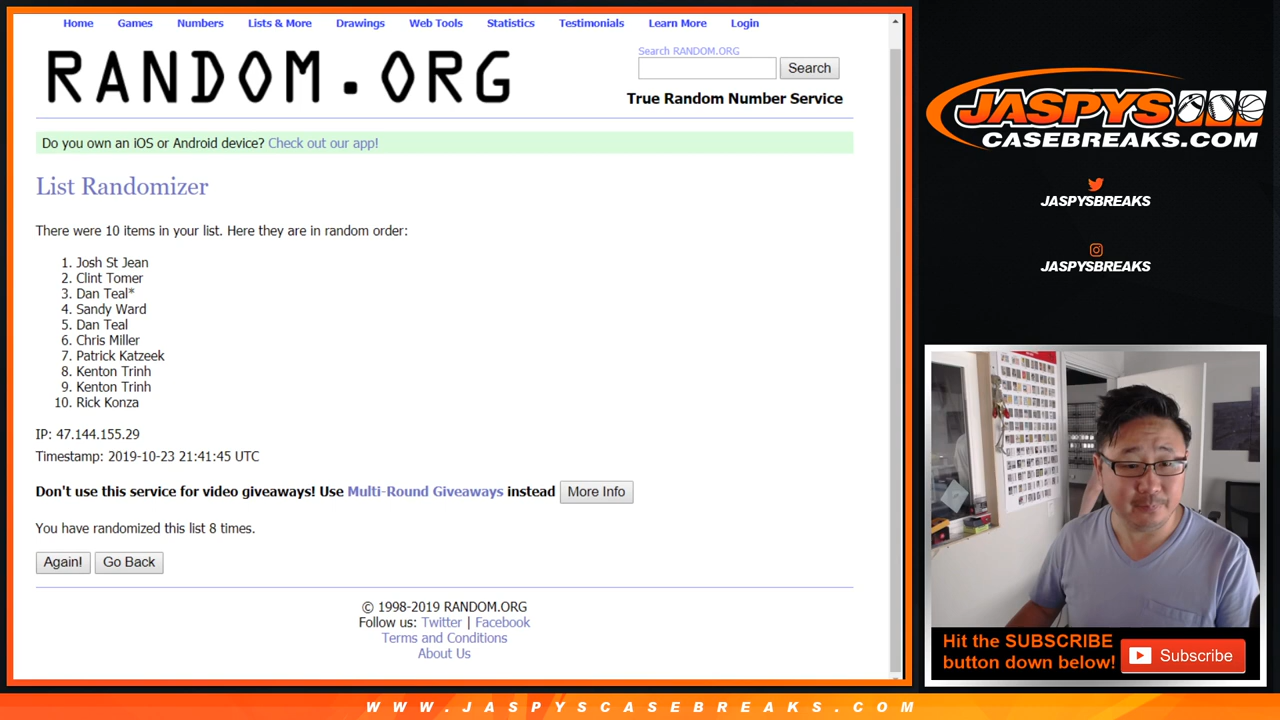 Home Games Numbers Lists & More Drawings Web Tools Statistics Testimonials Learn More Login
RANDOM.ORG
Search RANDOM.ORG
Search
True Random Number Service
Do you own an iOS or Android device? Check out our app!
List Randomizer
There were 10 items in your list. Here they are in random order:
1. Josh St Jean
2. Clint Tomer
3. Dan Teal*
4. Sandy Ward
5. Dan Teal
6. Chris Miller
7. Patrick Katzeek
8. Kenton Trinh
9. Kenton Trinh
10. Rick Konza
IP: 47.144.155.29
Timestamp: 2019-10-23 21:41:45 UTC
Don't use this service for video giveaways! Use Multi-Round Giveaways instead More Info
You have randomized this list 8 times.
Again! Go Back
© 1998-2019 RANDOM.ORG
Follow us: Twitter | Facebook
Terms and Conditions
About Us
JASPYS
CASEBREAKS.COM
JASPYSBREAKS
JASPYSBREAKS
Hit the SUBSCRIBE
button down below!
Subscribe
WWW.JASPYSCASEBREAKS.COM